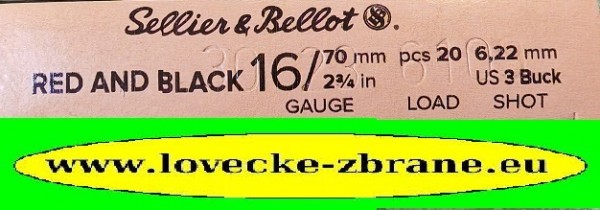 Sellier & Bellot SB.
RED AND BLACK 16/70 mm 2¾ in pcs 20 6,22 mm
US 3 Buck
GAUGE LOAD SHOT
www.lovecke-zbrane.eu